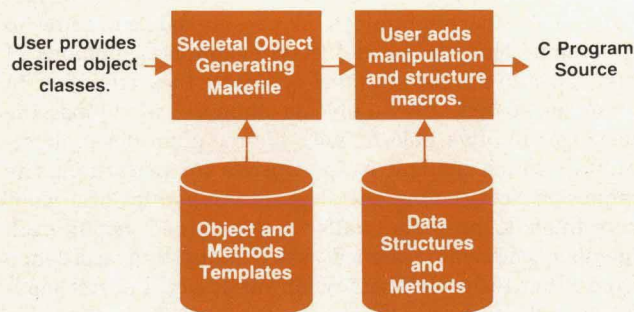 User provides
desired object
classes.
Skeletal Object
Generating
Makefile
User adds
manipulation
and structure
macros.
C Program
Source
Object and
Methods
Templates
Data
Structures
and
Methods